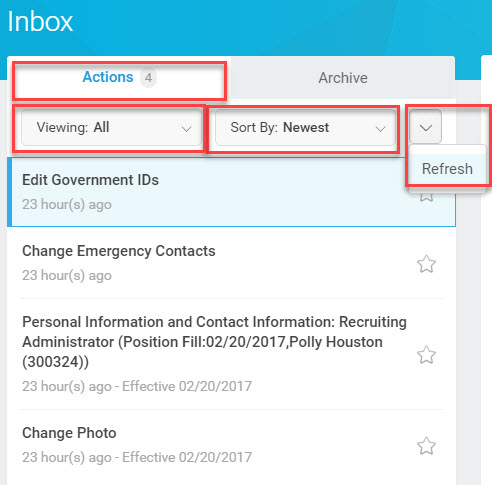 Inbox
Actions 4
Archive
Viewing: All
Sort By: Newest
Refresh
Edit Government IDs
23 hour(s) ago
Change Emergency Contacts
23 hour(s) ago
Personal Information and Contact Information: Recruiting
Administrator (Position Fill:02/20/2017,Polly Houston
(300324))
23 hour(s) ago - Effective 02/20/2017
Change Photo
23 hour(s) ago - Effective 02/20/2017